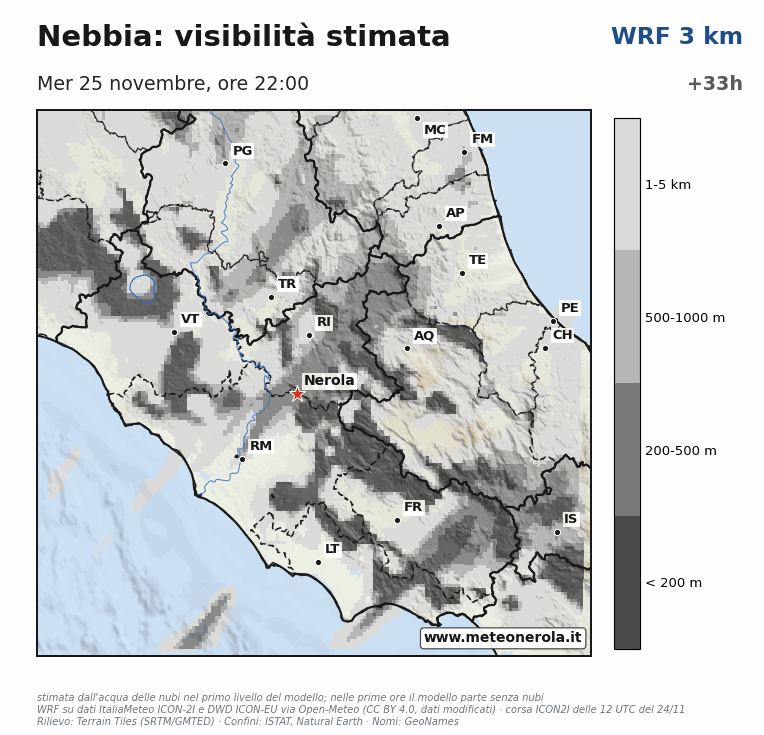 Nebbia: visibilità stimata
WRF 3 km
Mer 25 novembre, ore 22:00
+33h
MC
FM
PG
AP
TE
TR
PE
VT
RI
AQ
CH
Nerola
RM
FR
IS
LT
www.meteonerola.it
1-5 km
500-1000 m
200-500 m
< 200 m
stimata dall'acqua delle nubi nel primo livello del modello; nelle prime ore il modello parte senza nubi
WRF su dati ItaliaMeteo ICON-2I e DWD ICON-EU via Open-Meteo (CC BY 4.0, dati modificati) · corsa ICON2I delle 12 UTC del 24/11
Rilievo: Terrain Tiles (SRTM/GMTED) · Confini: ISTAT, Natural Earth · Nomi: GeoNames